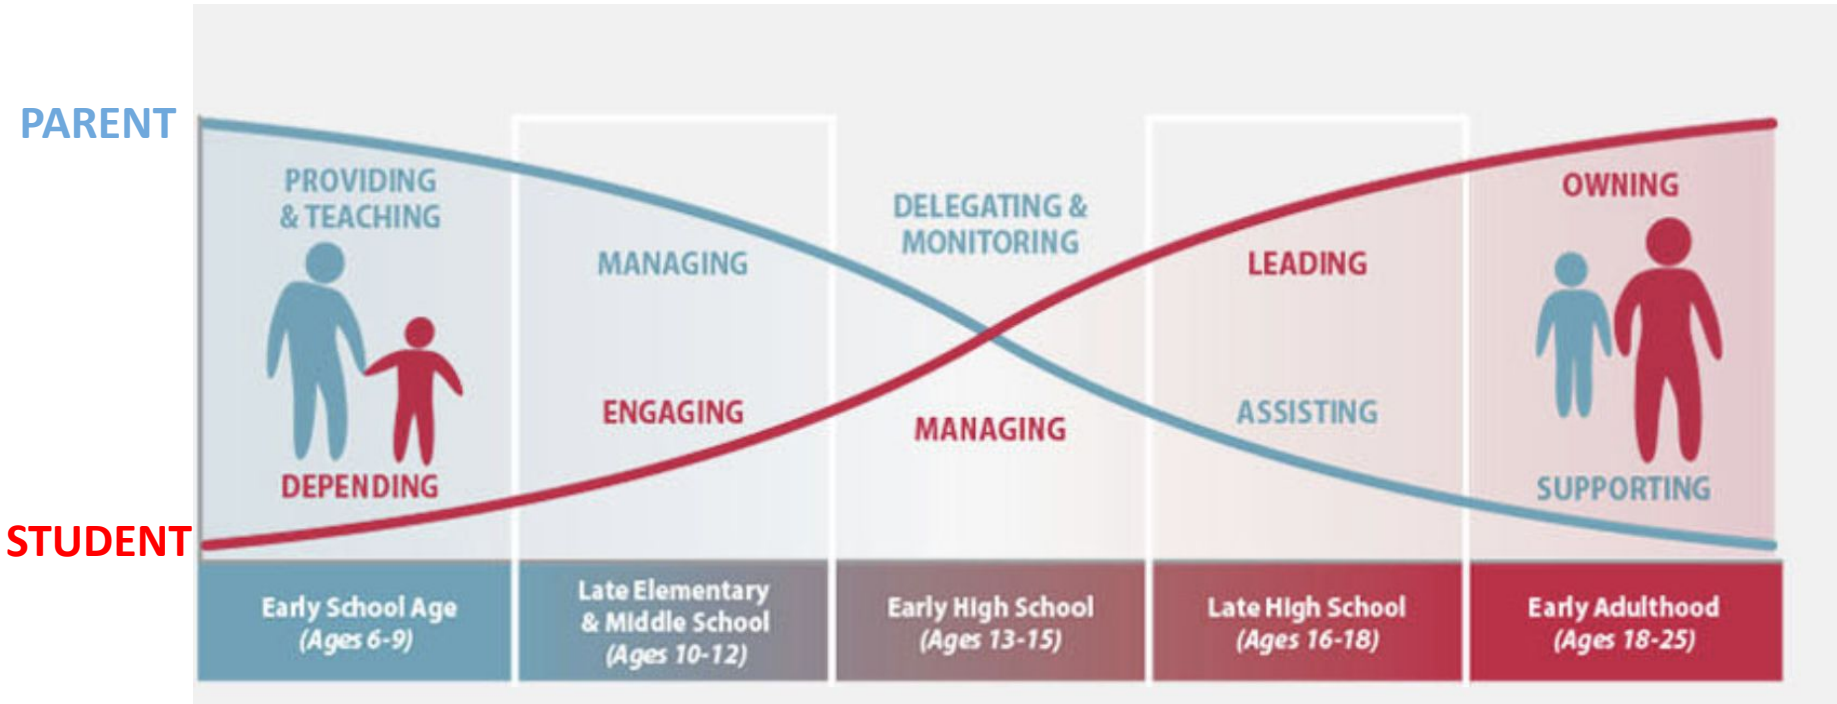 PARENT
PROVIDING
& TEACHING
DEPENDING
STUDENT
MANAGING
ENGAGING
DELEGATING &
MONITORING
MANAGING
LEADING
ASSISTING
OWNING
SUPPORTING
Early School Age
(Ages 6-9)
Late Elementary
& Middle School
(Ages 10-12)
Early High School
(Ages 13-15)
Late High School
(Ages 16-18)
Early Adulthood
(Ages 18-25)